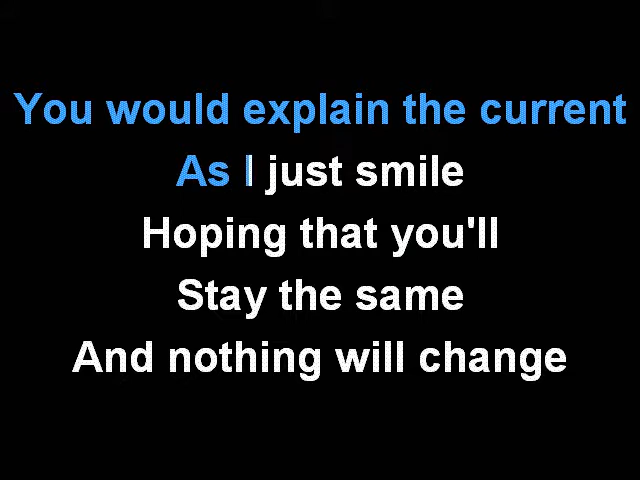 You would explain the current
As I just smile
Hoping that you'll
Stay the same
And nothing will change